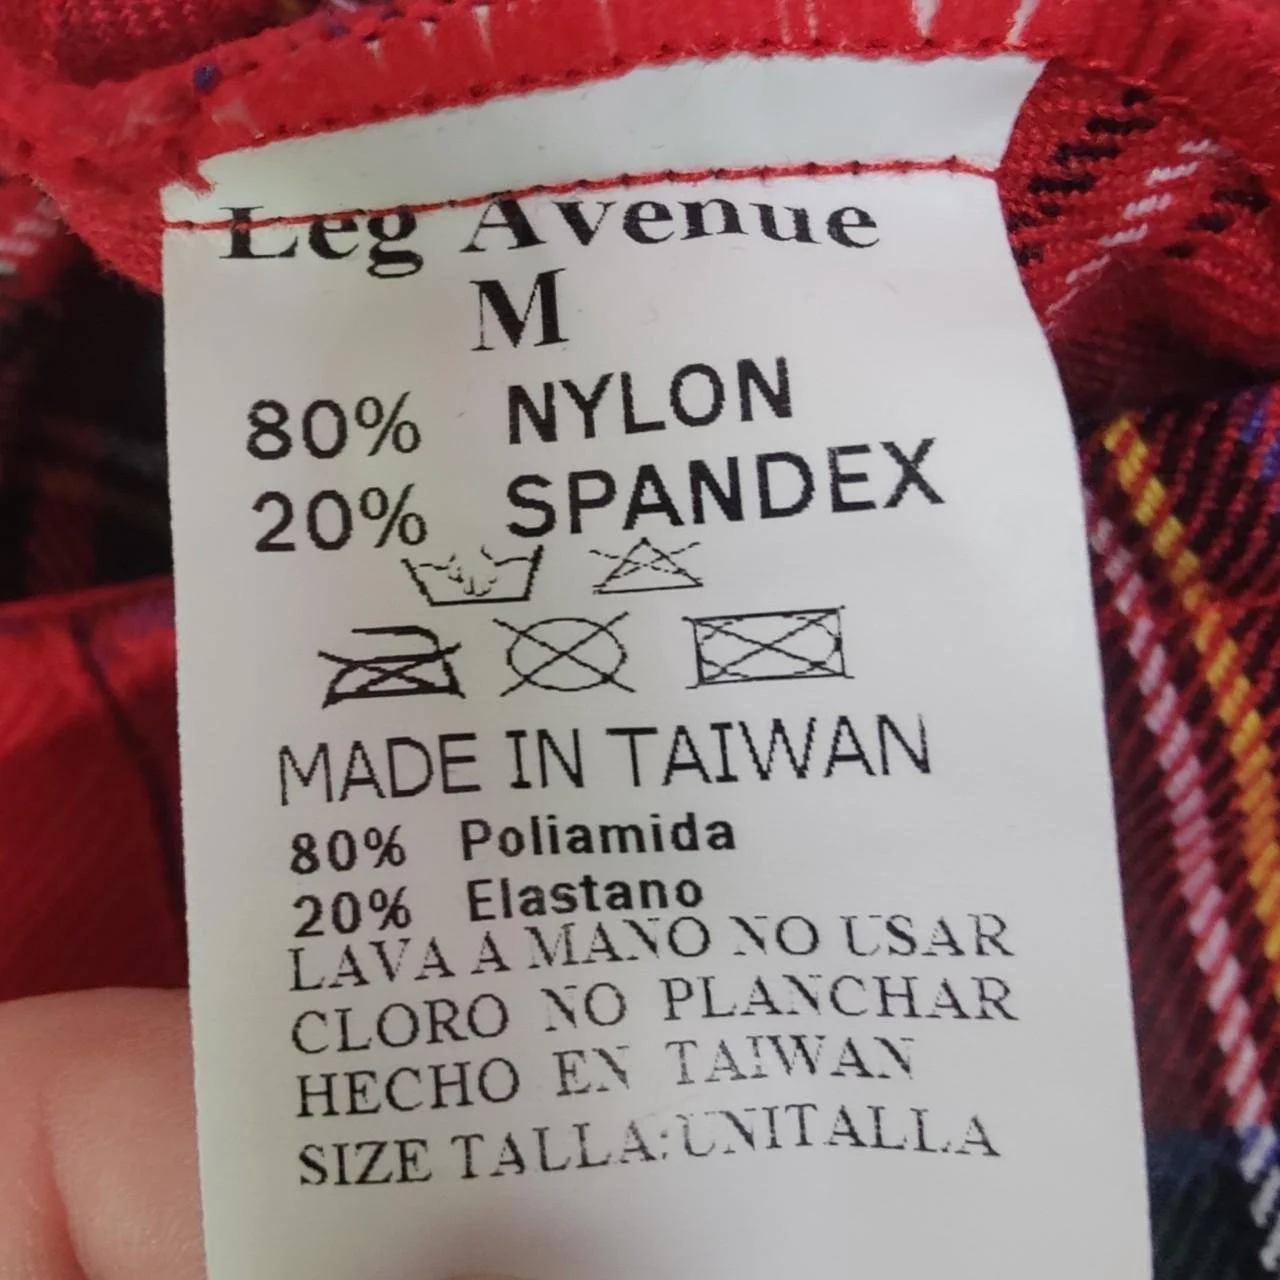 Leg Avenue
M
80% NYLON
20% SPANDEX
MADE IN TAIWAN
80% Poliamida
20% Elastano
LAVA A MANO NO USAR
CLORO NO PLANCHAR
HECHO EN TAIWAN
SIZE TALLA:UNITALLA